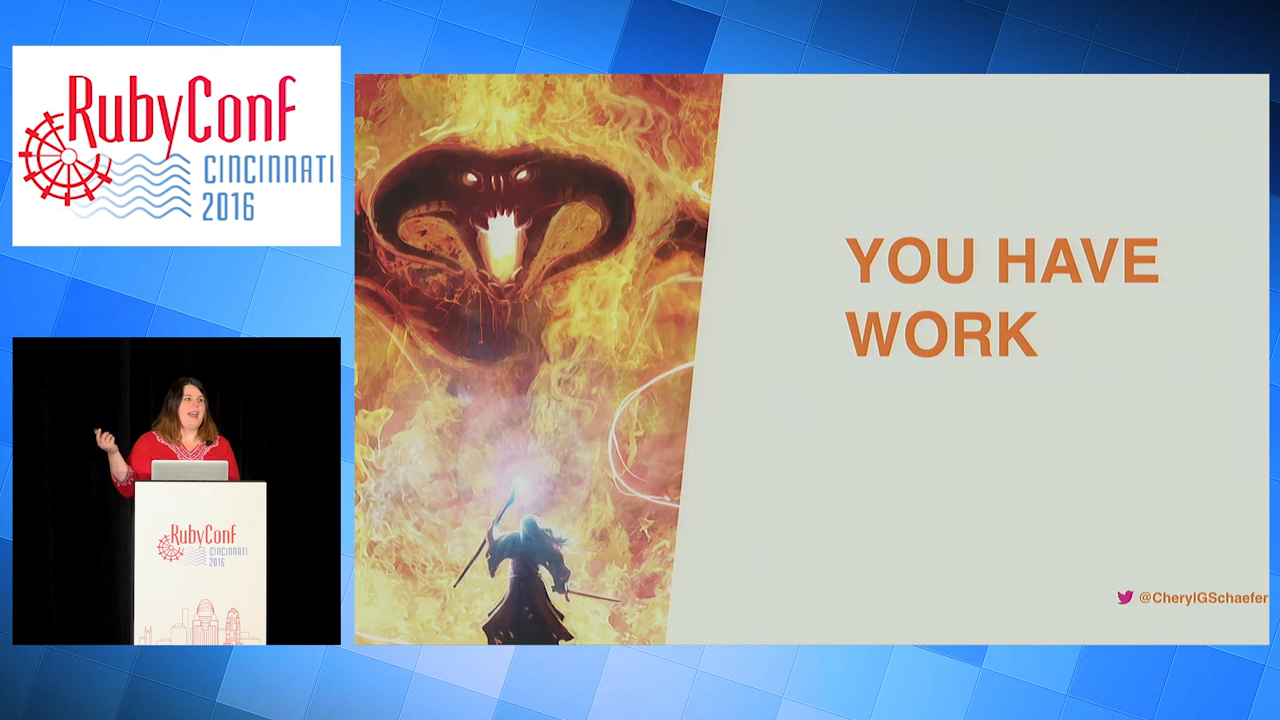 RubyConf
CINCINNATI
2016
YOU HAVE
WORK
@CherylGSchaefer
RubyConf
CINCINNATI
2016